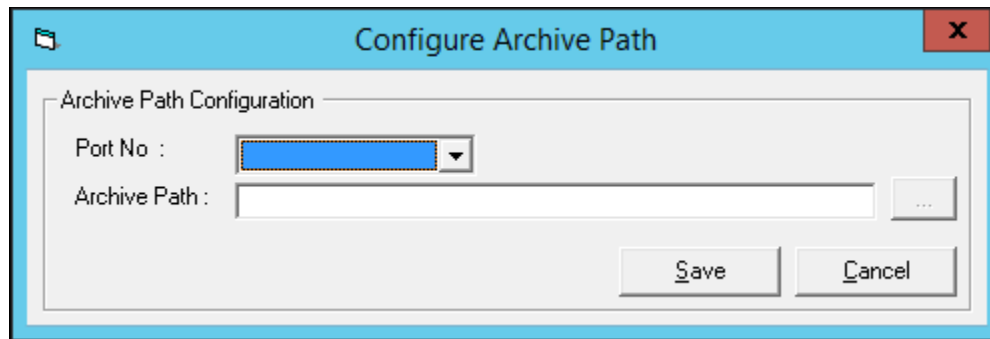 Configure Archive Path
x
Archive Path Configuration
Port No :
Archive Path :
...
Save
Cancel